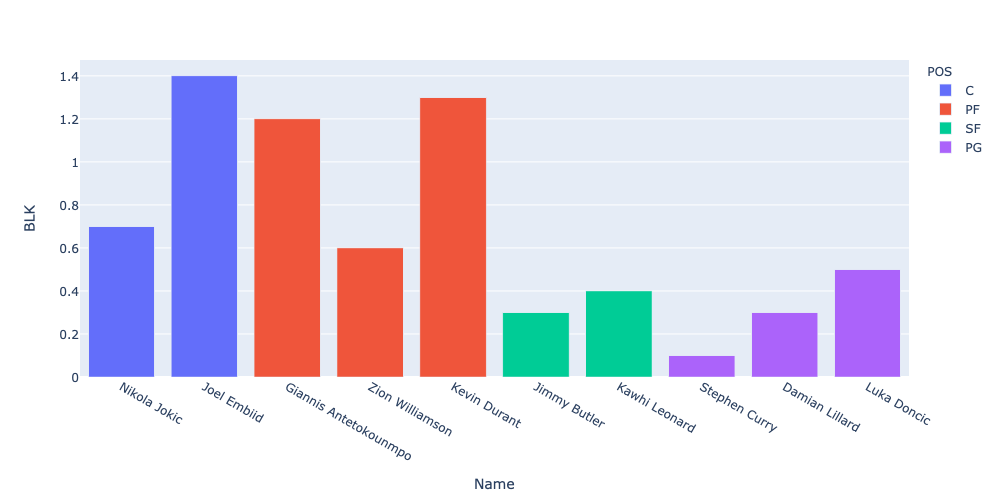 POS
C
PF
SF
PG
BLK
1.4
1.2
1
0.8
0.6
0.4
0.2
0
Nikola Jokic
Joel Embiid
Giannis Antetokounmpo
Zion Williamson
Kevin Durant
Jimmy Butler
Kawhi Leonard
Stephen Curry
Damian Lillard
Luka Doncic
Name